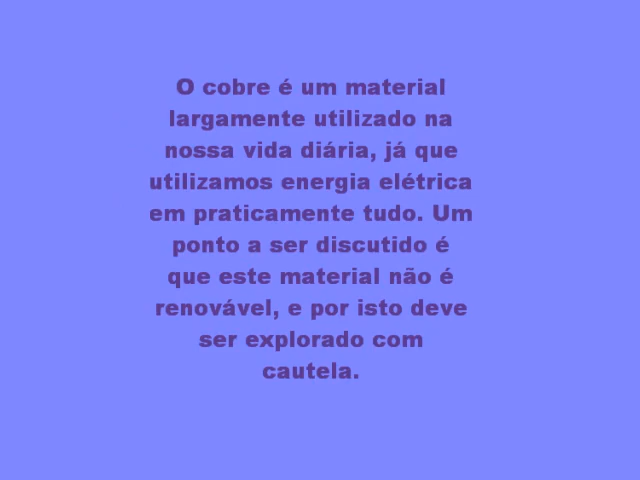 O cobre é um material
largamente utilizado na
nossa vida diária, já que
utilizamos energia elétrica
em praticamente tudo. Um
ponto a ser discutido é
que este material não é
renovável, e por isto deve
ser explorado com
cautela.